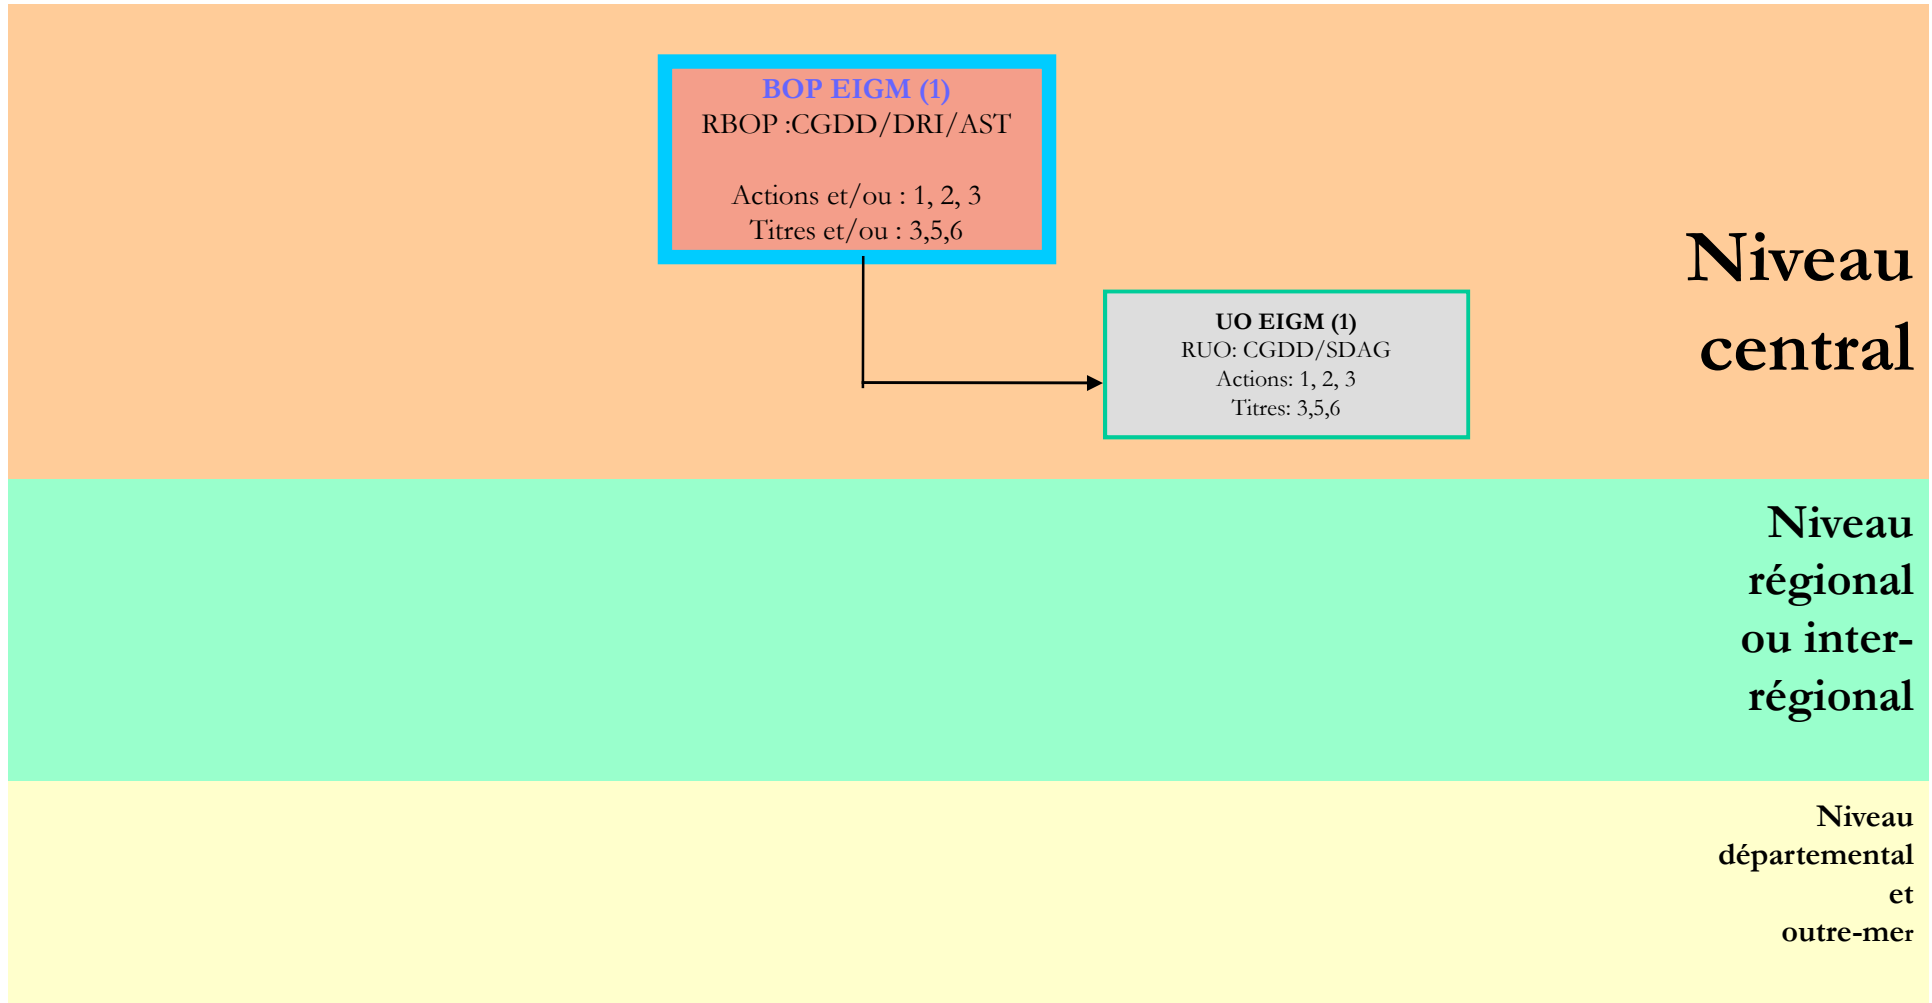 BOP EIGM (1)
RBOP :CGDD/DRI/AST
Actions et/ou : 1, 2, 3
Titres et/ou : 3,5,6
UO EIGM (1)
RUO: CGDD/SDAG
Actions: 1, 2, 3
Titres: 3,5,6
Niveau
central
Niveau
régional
ou inter-
régional
Niveau
départemental
et
outre-mer